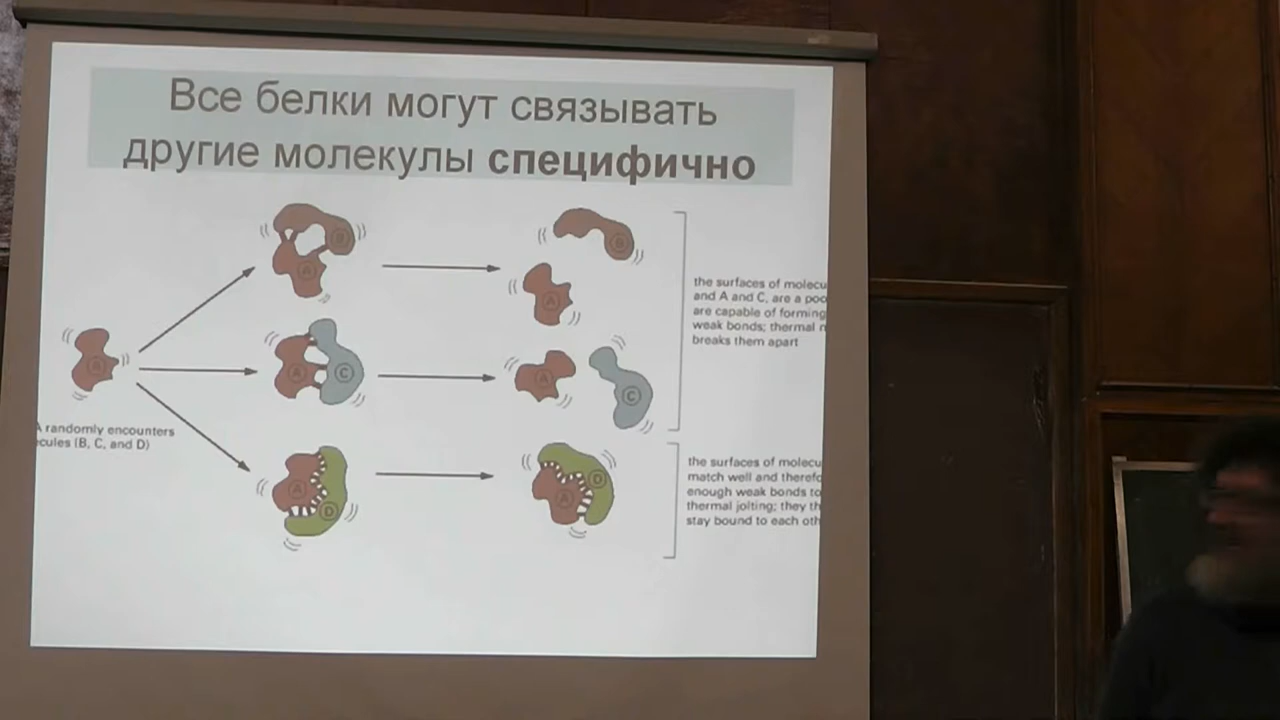 Все белки могут связывать
другие молекулы специфично
B
A
B
A
A
A
C
A
C
A
D
D
A
A randomly encounters
cules (B, C, and D)
the surfaces of molecu
and A and C, are a poo
are capable of forming
weak bonds; thermal
breaks them apart
the surfaces of molecu
match well and therefo
enough weak bonds to
thermal jolting; they th
stay bound to each oth